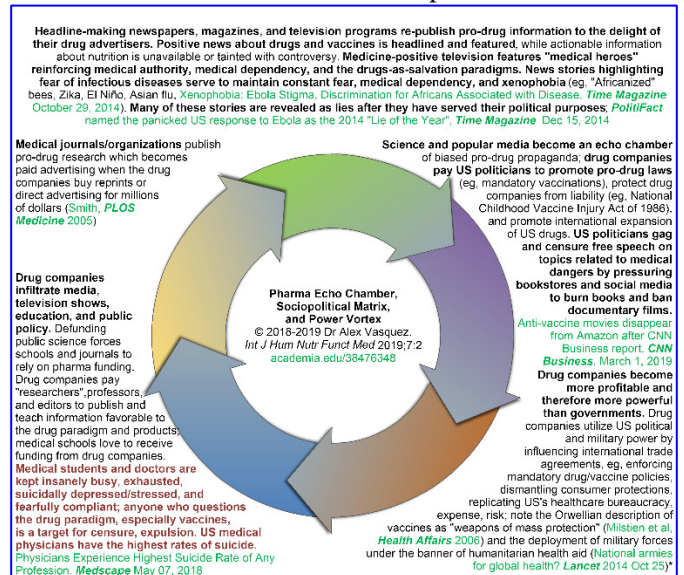 Headline-making newspapers, magazines, and television programs re-publish pro-drug information to the delight of
their drug advertisers. Positive news about drugs and vaccines is headlined and featured, while actionable information
about nutrition is unavailable or tainted with controversy. Medicine-positive television features "medical heroes"
reinforcing medical authority, medical dependency, and the drugs-as-salvation paradigms. News stories highlighting
fear of infectious diseases serve to maintain constant fear, medical dependency, and xenophobia (eg, "Africanized"
bees, Zika, El Niño, Asian flu, Xenophobia: Ebola Stigma, Discrimination for Africans Associated with Disease. Time Magazine
October 29, 2014). Many of these stories are revealed as lies after they have served their political purposes; PolitiFact
named the panicked US response to Ebola as the 2014 "Lie of the Year", Time Magazine Dec 15, 2014
Medical journals/organizations publish
pro-drug research which becomes
paid advertising when the drug
companies buy reprints or
direct advertising for millions
of dollars (Smith, PLOS
Medicine 2005)
Science and popular media become an echo chamber
of biased pro-drug propaganda; drug companies
pay US politicians to promote pro-drug laws
(eg, mandatory vaccinations), protect drug
companies from liability (eg, National
Childhood Vaccine Injury Act of 1986),
and promote international expansion
of US drugs. US politicians gag
and censure free speech on
topics related to medical
dangers by pressuring
bookstores and social media
to burn books and ban
documentary films.
Anti-vaccine movies disappear
from Amazon after CNN
Business report. CNN
Business, March 1, 2019
Pharma Echo Chamber,
Sociopolitical Matrix,
and Power Vortex
© 2018-2019 Dr Alex Vasquez.
Int J Hum Nutr Funct Med 2019;7:2
academia.edu/38476348
Drug companies
infiltrate media,
television shows,
education, and public
policy. Defunding
public science forces
schools and journals to
rely on pharma funding.
Drug companies pay
"researchers",professors,
and editors to publish and
teach information favorable to
the drug paradigm and products;
medical schools love to receive
funding from drug companies.
Medical students and doctors are
kept insanely busy, exhausted,
suicidally depressed/stressed, and
fearfully compliant; anyone who questions
the drug paradigm, especially vaccines,
is a target for censure, expulsion. US medical
physicians have the highest rates of suicide.
Physicians Experience Highest Suicide Rate of Any
Profession. Medscape May 07, 2018
Drug companies become
more profitable and
therefore more powerful
than governments. Drug
companies utilize US political
and military power by
influencing international trade
agreements, eg, enforcing
mandatory drug/vaccine policies,
dismantling consumer protections,
replicating US's healthcare bureaucracy,
expense, risk; note the Orwellian description of
vaccines as "weapons of mass protection" (Milstien et al,
Health Affairs 2006) and the deployment of military forces
under the banner of humanitarian health aid (National armies
for global health? Lancet 2014 Oct 25)*